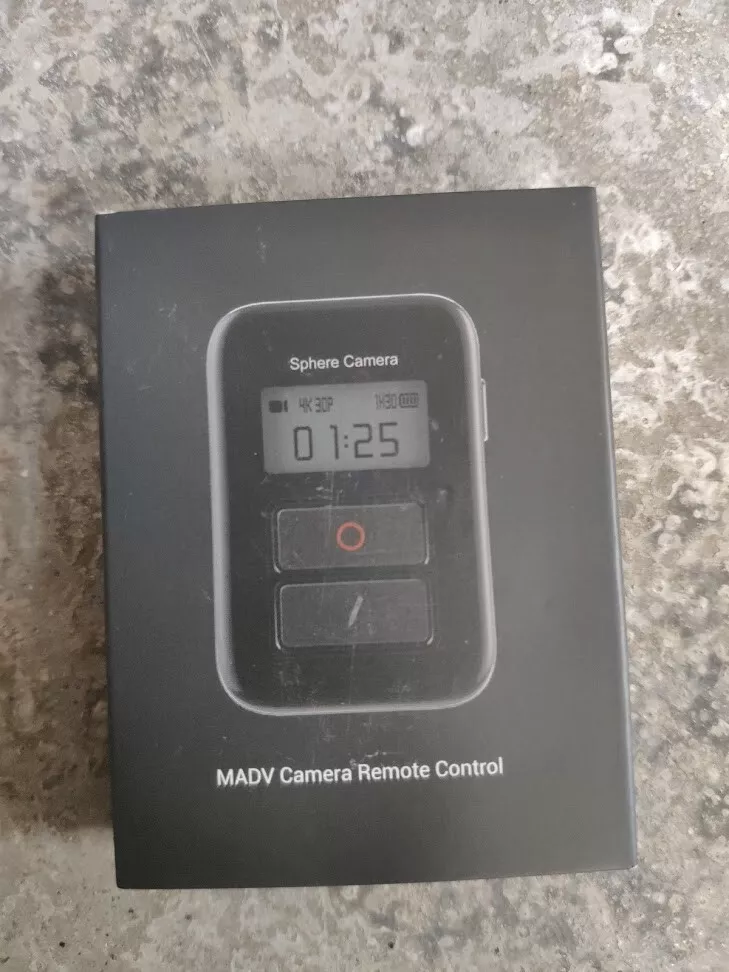 Sphere Camera
4K 30P 1H30
01:25
MADV Camera Remote Control